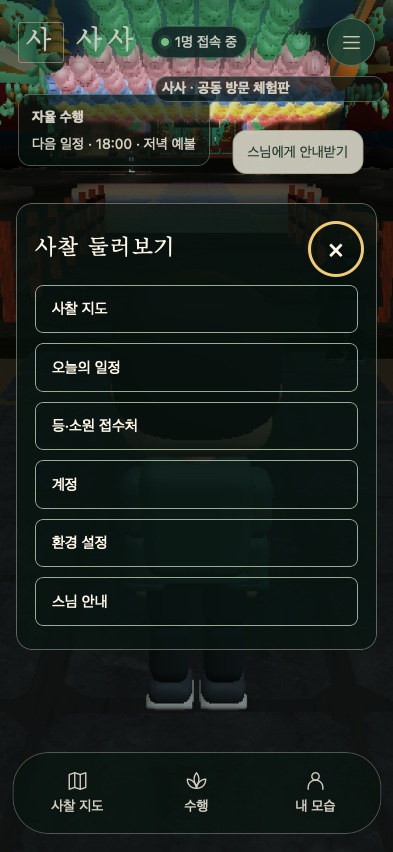 사 사사
1명 접속 중
사사 · 공동 방문 체험판
자율 수행
다음 일정 · 18:00 · 저녁 예불
스님에게 안내받기
사찰 둘러보기
사찰 지도
오늘의 일정
등·소원 접수처
계정
환경 설정
스님 안내
사찰 지도
수행
내 모습